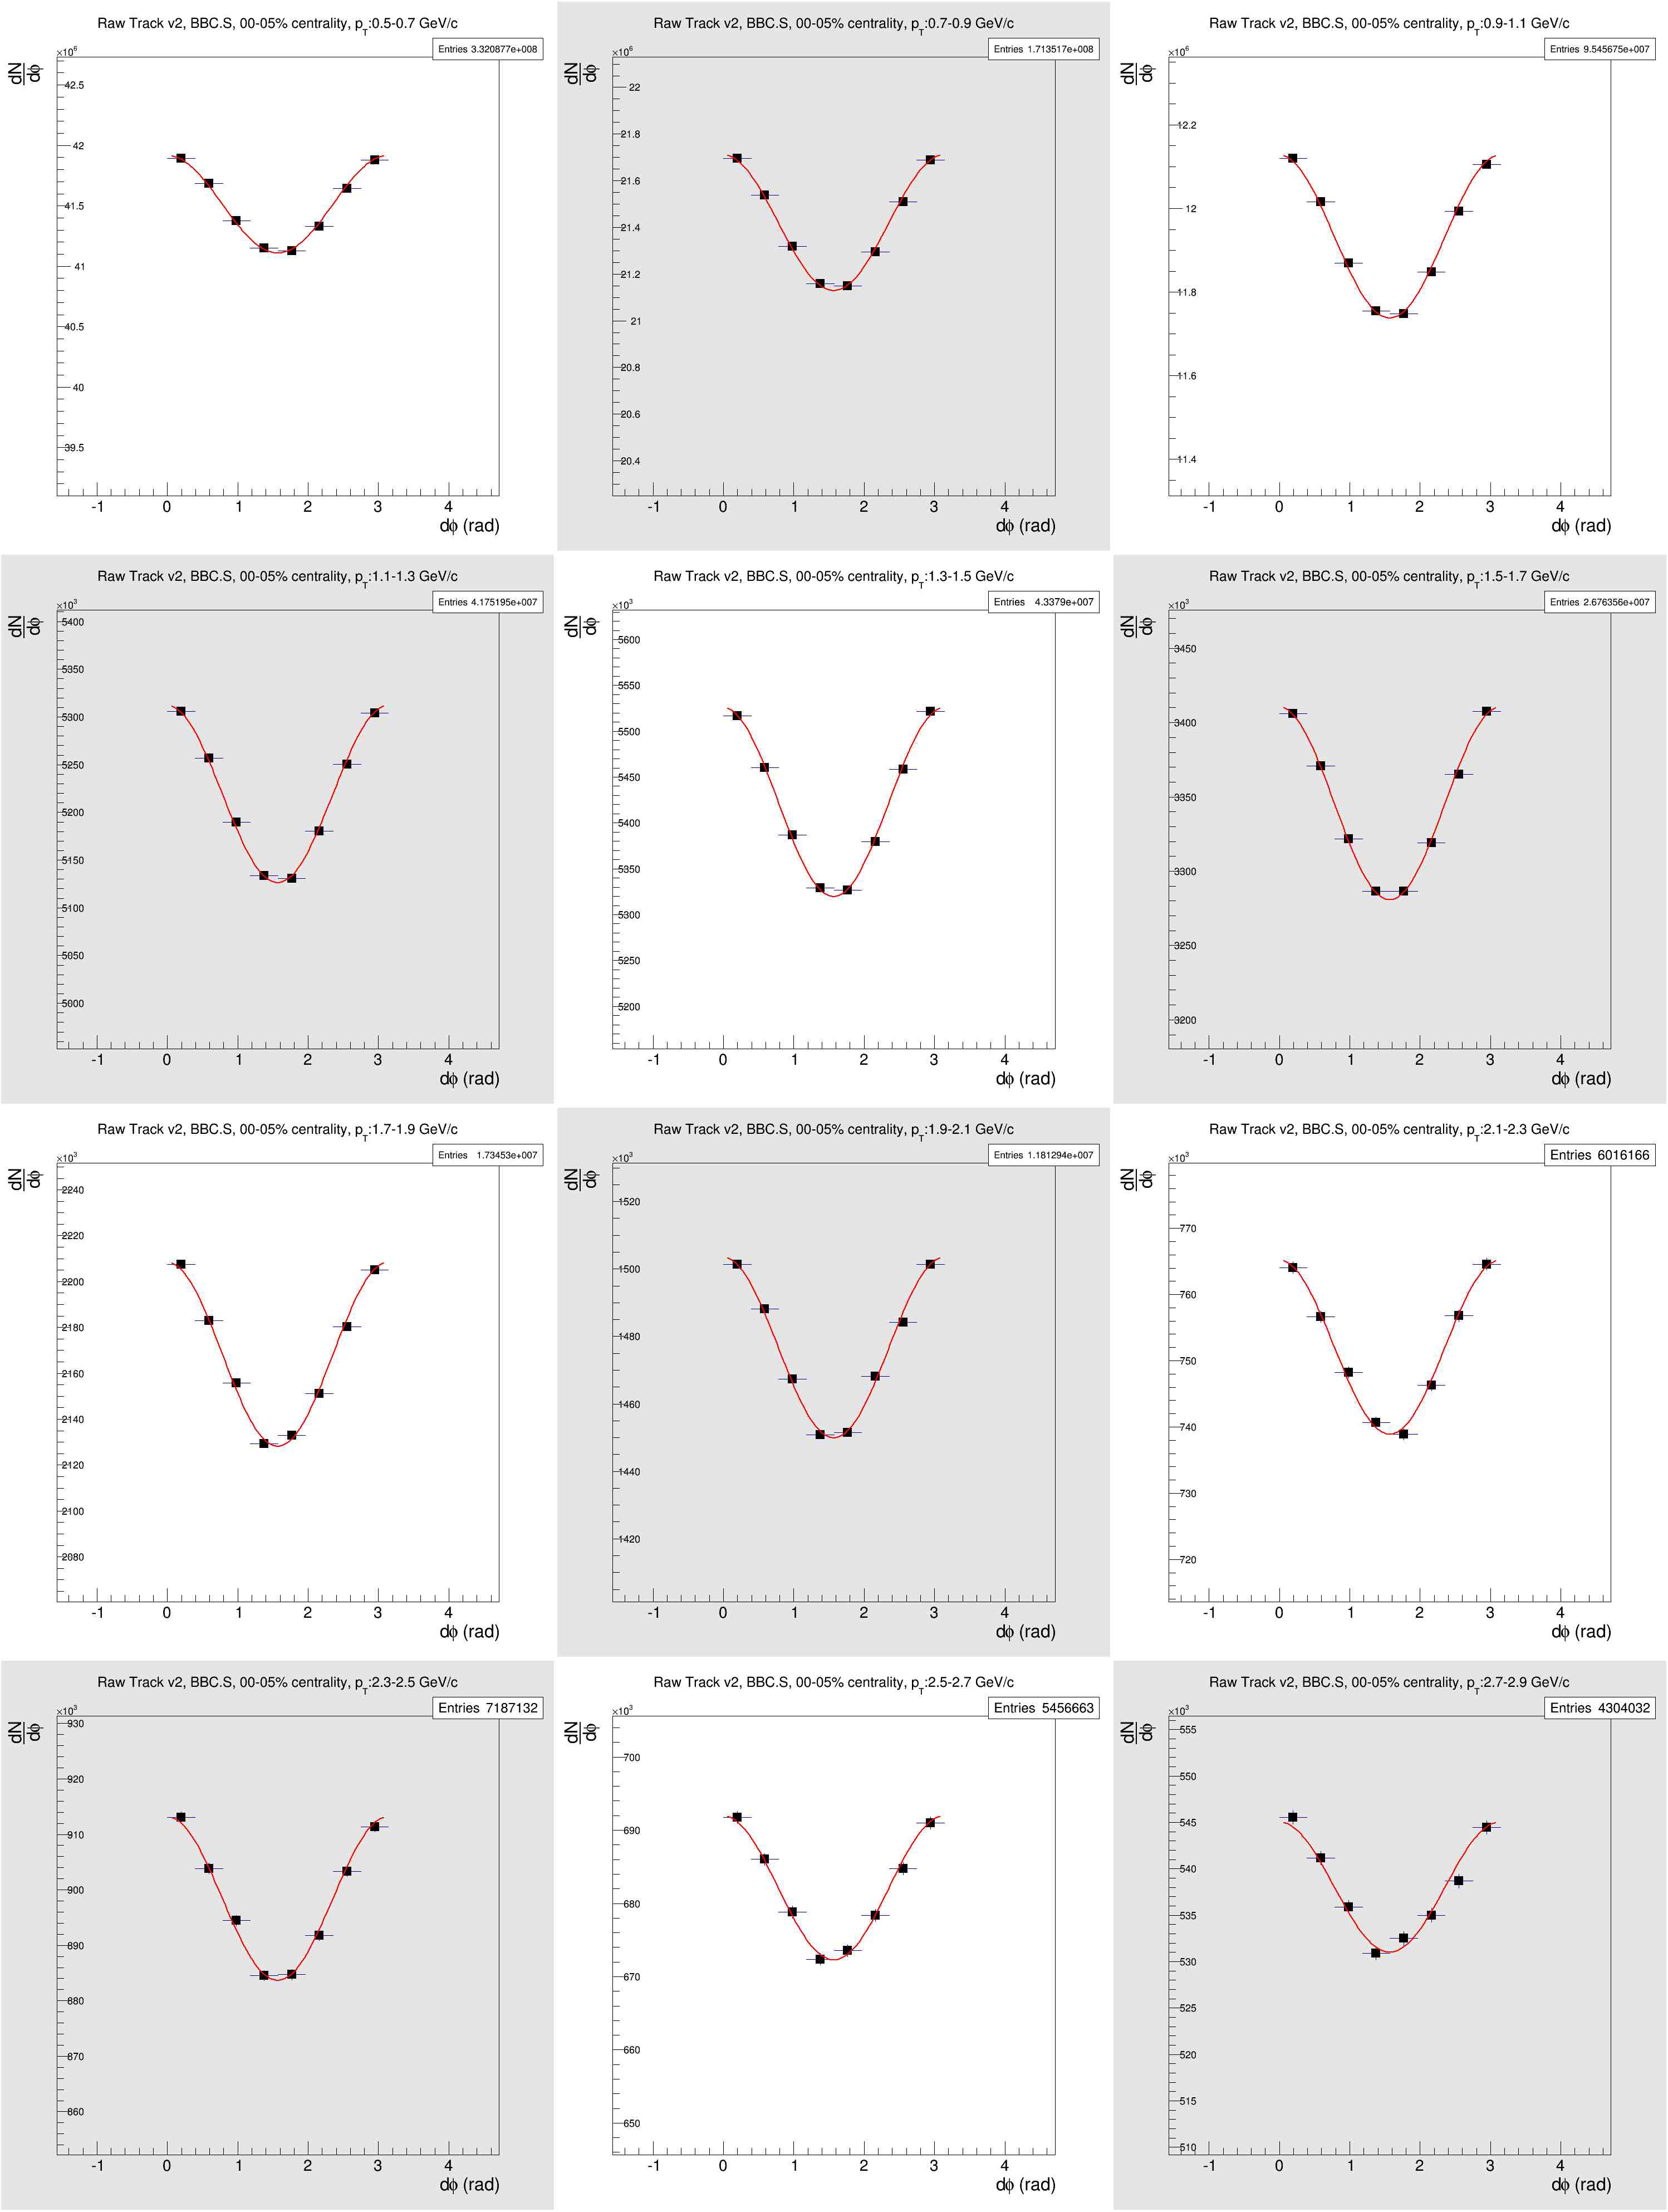 Raw Track v2, BBC.S, 00-05% centrality, p_T:0.5-0.7 GeV/c
Entries 3.320877e+008
×10⁶
dN
dφ
42.5
42
41.5
41
40.5
40
39.5
-1 0 1 2 3 4
dϕ (rad)
Raw Track v2, BBC.S, 00-05% centrality, p_T:0.7-0.9 GeV/c
Entries 1.713517e+008
×10⁶
dN
dφ
22
21.8
21.6
21.4
21.2
21
20.8
20.6
20.4
-1 0 1 2 3 4
dϕ (rad)
Raw Track v2, BBC.S, 00-05% centrality, p_T:0.9-1.1 GeV/c
Entries 9.545675e+007
×10⁶
dN
dφ
12.2
12
11.8
11.6
11.4
-1 0 1 2 3 4
dϕ (rad)
Raw Track v2, BBC.S, 00-05% centrality, p_T:1.1-1.3 GeV/c
Entries 4.175195e+007
×10³
dN
dφ
5400
5350
5300
5250
5200
5150
5100
5050
5000
-1 0 1 2 3 4
dϕ (rad)
Raw Track v2, BBC.S, 00-05% centrality, p_T:1.3-1.5 GeV/c
Entries 4.3379e+007
×10³
dN
dφ
5600
5550
5500
5450
5400
5350
5300
5250
5200
-1 0 1 2 3 4
dϕ (rad)
Raw Track v2, BBC.S, 00-05% centrality, p_T:1.5-1.7 GeV/c
Entries 2.676356e+007
×10³
dN
dφ
3450
3400
3350
3300
3250
3200
-1 0 1 2 3 4
dϕ (rad)
Raw Track v2, BBC.S, 00-05% centrality, p_T:1.7-1.9 GeV/c
Entries 1.73453e+007
×10³
dN
dφ
2240
2220
2200
2180
2160
2140
2120
2100
2080
-1 0 1 2 3 4
dϕ (rad)
Raw Track v2, BBC.S, 00-05% centrality, p_T:1.9-2.1 GeV/c
Entries 1.181294e+007
×10³
dN
dφ
1520
1500
1480
1460
1440
1420
-1 0 1 2 3 4
dϕ (rad)
Raw Track v2, BBC.S, 00-05% centrality, p_T:2.1-2.3 GeV/c
Entries 6016166
×10³
dN
dφ
770
760
750
740
730
720
-1 0 1 2 3 4
dϕ (rad)
Raw Track v2, BBC.S, 00-05% centrality, p_T:2.3-2.5 GeV/c
Entries 7187132
×10³
dN
dφ
930
920
910
900
890
880
870
860
-1 0 1 2 3 4
dϕ (rad)
Raw Track v2, BBC.S, 00-05% centrality, p_T:2.5-2.7 GeV/c
Entries 5456663
×10³
dN
dφ
700
690
680
670
660
650
-1 0 1 2 3 4
dϕ (rad)
Raw Track v2, BBC.S, 00-05% centrality, p_T:2.7-2.9 GeV/c
Entries 4304032
×10³
dN
dφ
555
550
545
540
535
530
525
520
515
510
-1 0 1 2 3 4
dϕ (rad)